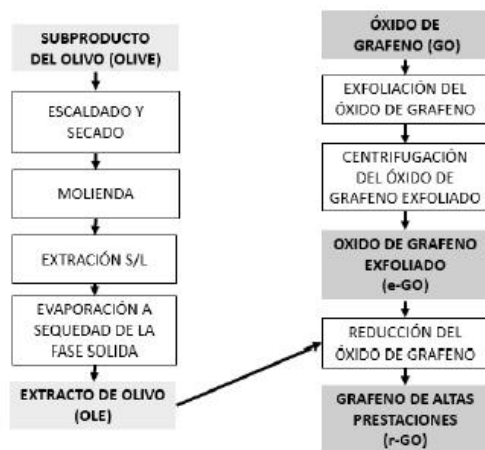 SUBPRODUCTO
DEL OLIVO (OLIVE)
ESCALDADO Y
SECADO
MOLIENDA
EXTRACIÓN S/L
EVAPORACIÓN A
SEQUEDAD DE LA
FASE SOLIDA
EXTRACTO DE OLIVO
(OLE)
ÓXIDO DE
GRAFENO (GO)
EXFOLIACIÓN DEL
ÓXIDO DE GRAFENO
CENTRIFUGACIÓN
DEL ÓXIDO DE
GRAFENO EXFOLIADO
OXIDO DE GRAFENO
EXFOLIADO
(e-GO)
REDUCCIÓN DEL
ÓXIDO DE GRAFENO
GRAFENO DE ALTAS
PRESTACIONES
(r-GO)